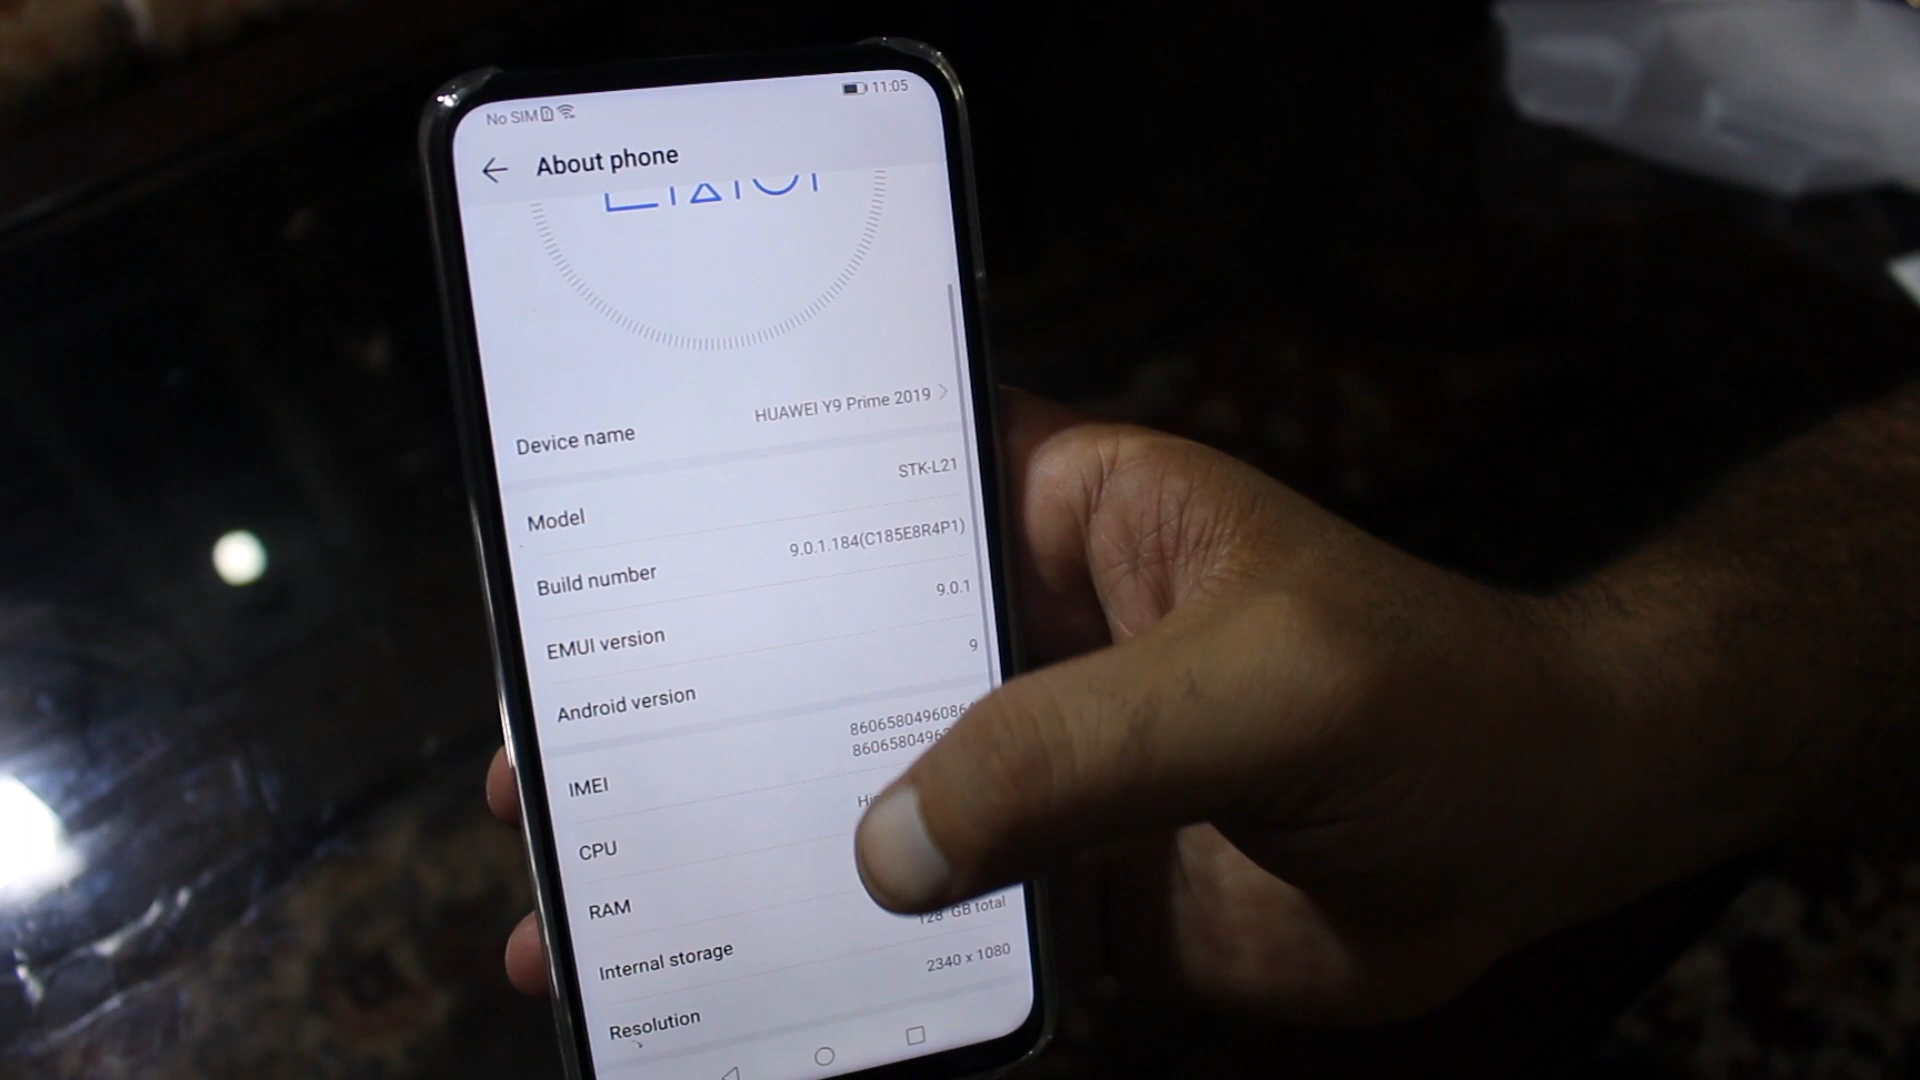 No SIM 11:05
About phone
Device name HUAWEI Y9 Prime 2019
Model STK-L21
Build number 9.0.1.184(C185E8R4P1)
EMUI version 9.0.1
Android version 9
IMEI
CPU
RAM
Internal storage 128 GB total
Resolution 2340 x 1080